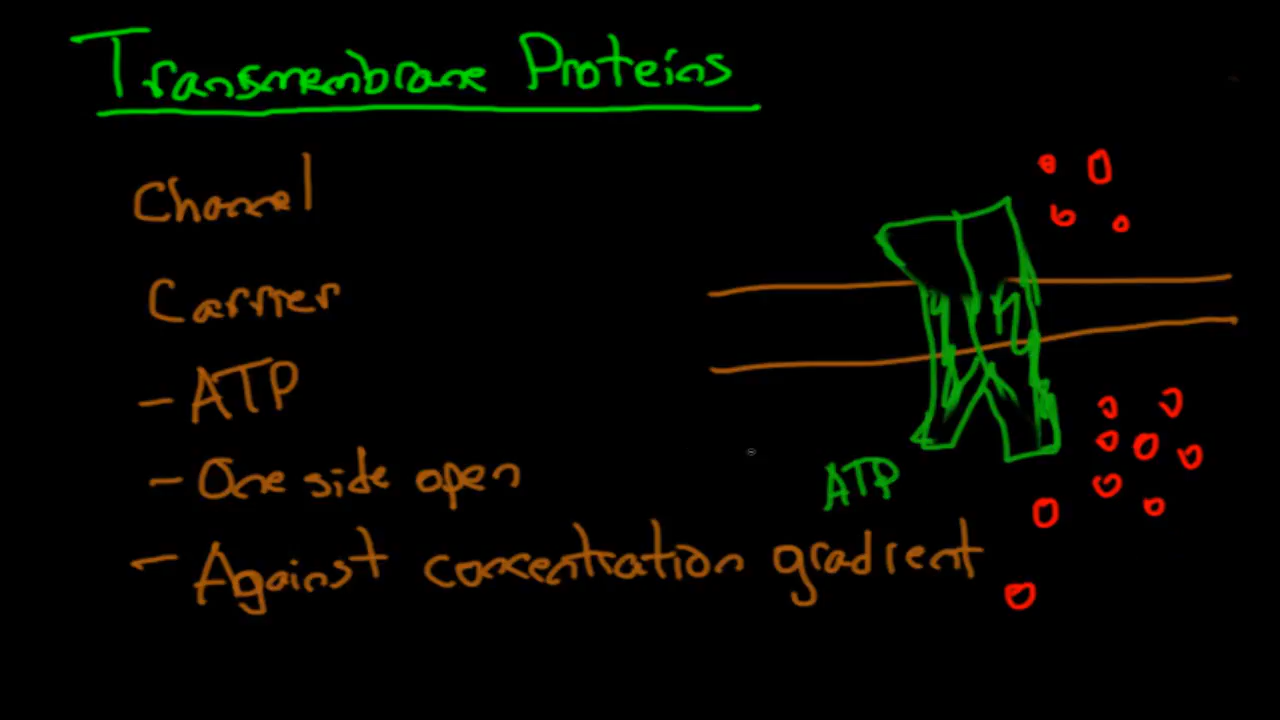 Transmembrane Proteins
Channel
Carrier
- ATP
- One side open
- Against concentration gradient
ATP